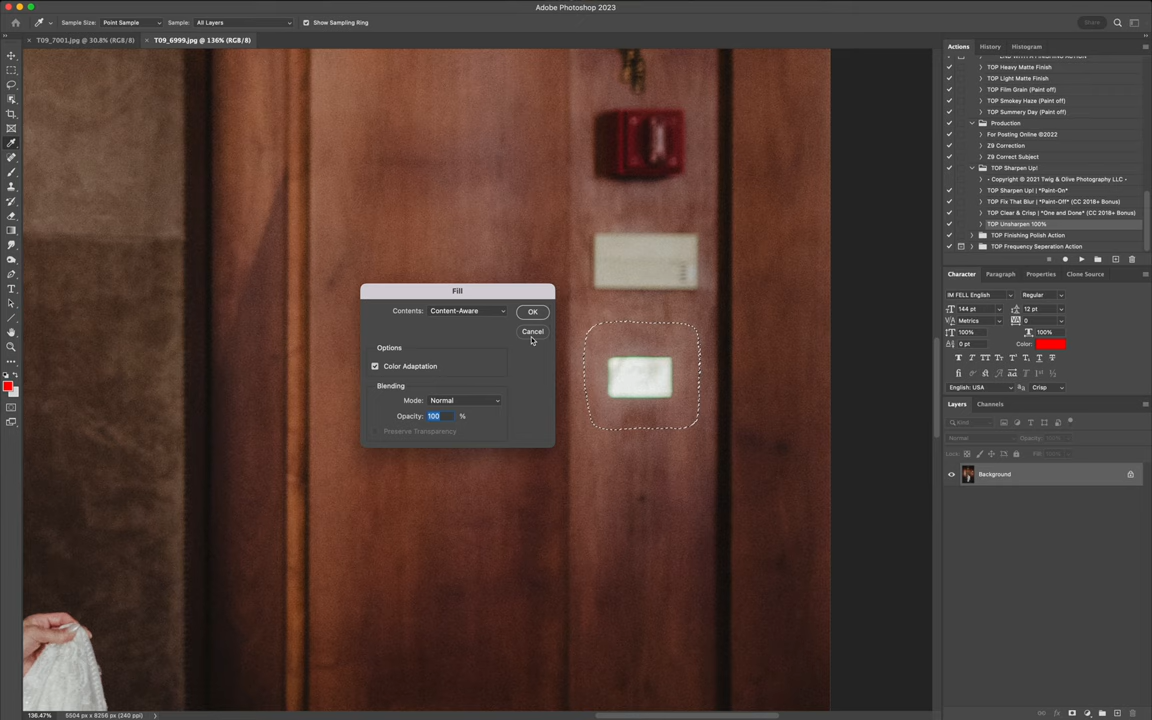 Adobe Photoshop 2023
Sample Size: Point Sample Sample: All Layers Show Sampling Ring Share
T09_7001.jpg @ 30.8% (RGB/8) T09_6999.jpg @ 136% (RGB/8)
Actions History Histogram
END WITH A FINISHING ACTION
TOP Heavy Matte Finish
TOP Light Matte Finish
TOP Film Grain (Paint off)
TOP Smokey Haze (Paint off)
TOP Summery Day (Paint off)
Production
For Posting Online ©2022
Z9 Correction
Z9 Correct Subject
TOP Sharpen Up!
- Copyright © 2021 Twig & Olive Photography LLC -
TOP Sharpen Up! | *Paint-On*
TOP Fix That Blur | *Paint-Off* (CC 2018+ Bonus)
TOP Clear & Crisp | *One and Done* (CC 2018+ Bonus)
TOP Unsharpen 100%
TOP Finishing Polish Action
TOP Frequency Seperation Action
Character Paragraph Properties Clone Source
IM FELL English Regular
144 pt 12 pt
Metrics 0
100% 100%
0 pt Color:
English: USA Crisp
Layers Channels
Kind
Normal Opacity: 100%
Lock: Fill: 100%
Background
Fill
Contents: Content-Aware OK
Cancel
Options
Color Adaptation
Blending
Mode: Normal
Opacity: 100 %
Preserve Transparency
136.47% 5504 px x 8256 px (240 ppi)